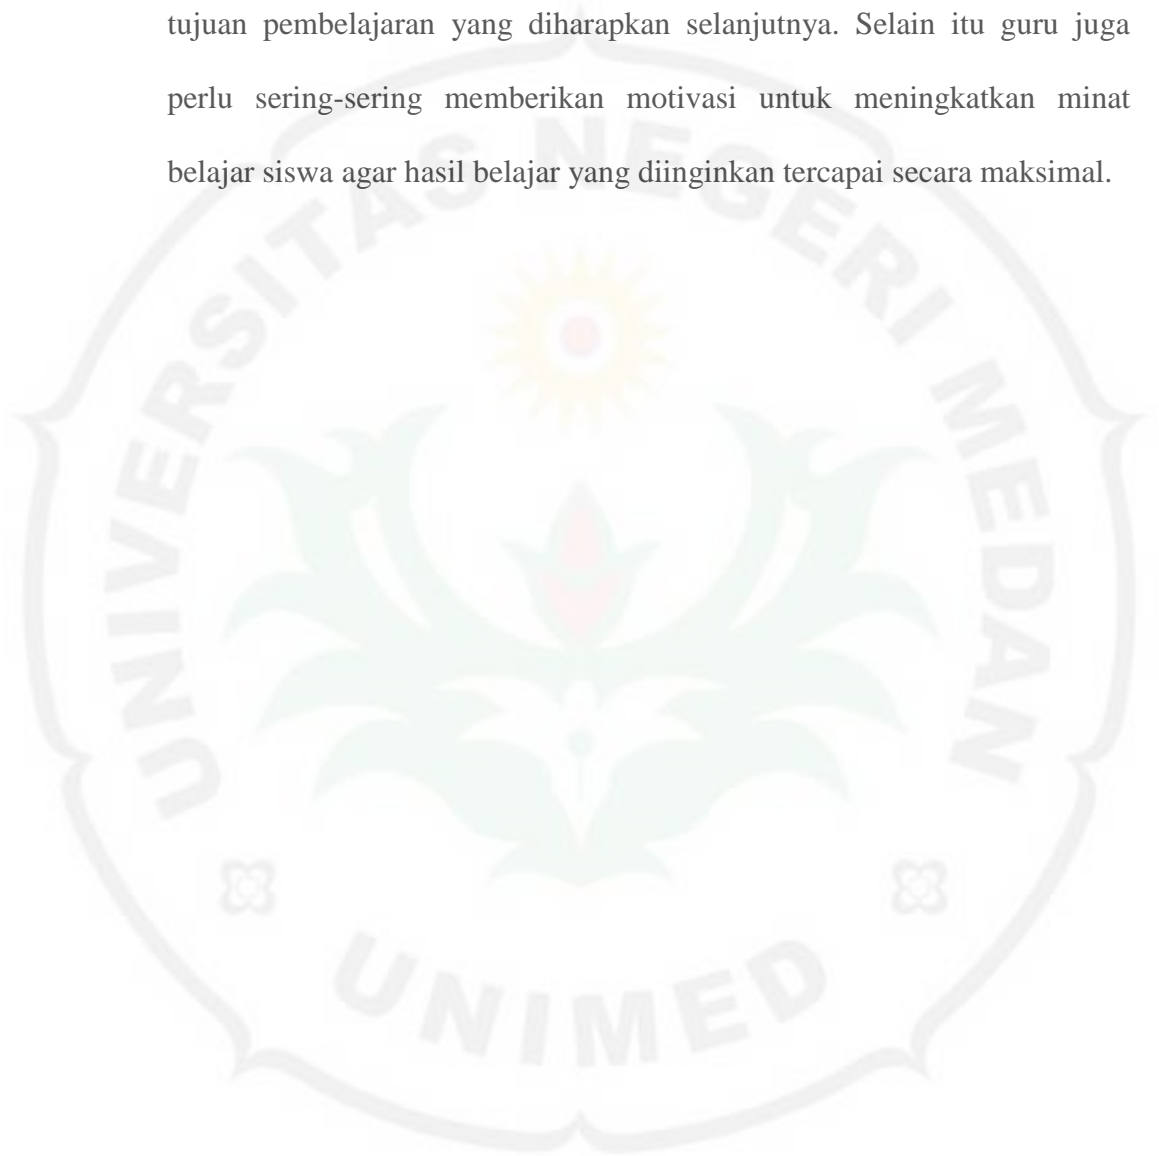 tujuan pembelajaran yang diharapkan selanjutnya. Selain itu guru juga
perlu sering-sering memberikan motivasi untuk meningkatkan minat
belajar siswa agar hasil belajar yang diinginkan tercapai secara maksimal.
UNIVERSITAS NEGERI MEDAN
UNIMED